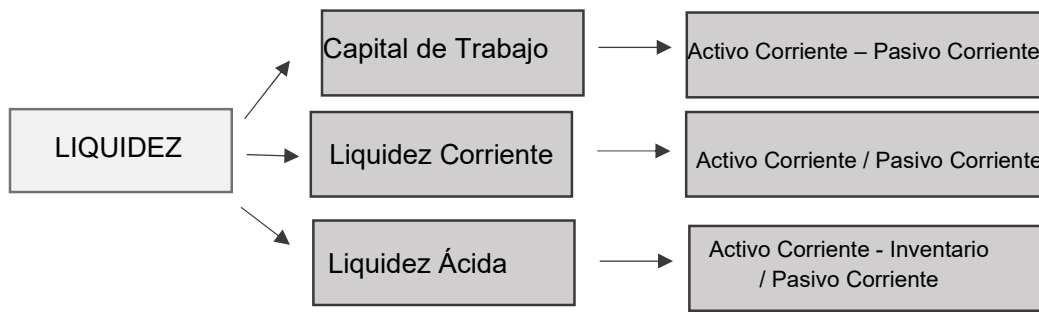 Capital de Trabajo
Activo Corriente – Pasivo Corriente
LIQUIDEZ
Liquidez Corriente
Activo Corriente / Pasivo Corriente
Liquidez Ácida
Activo Corriente - Inventario
/ Pasivo Corriente